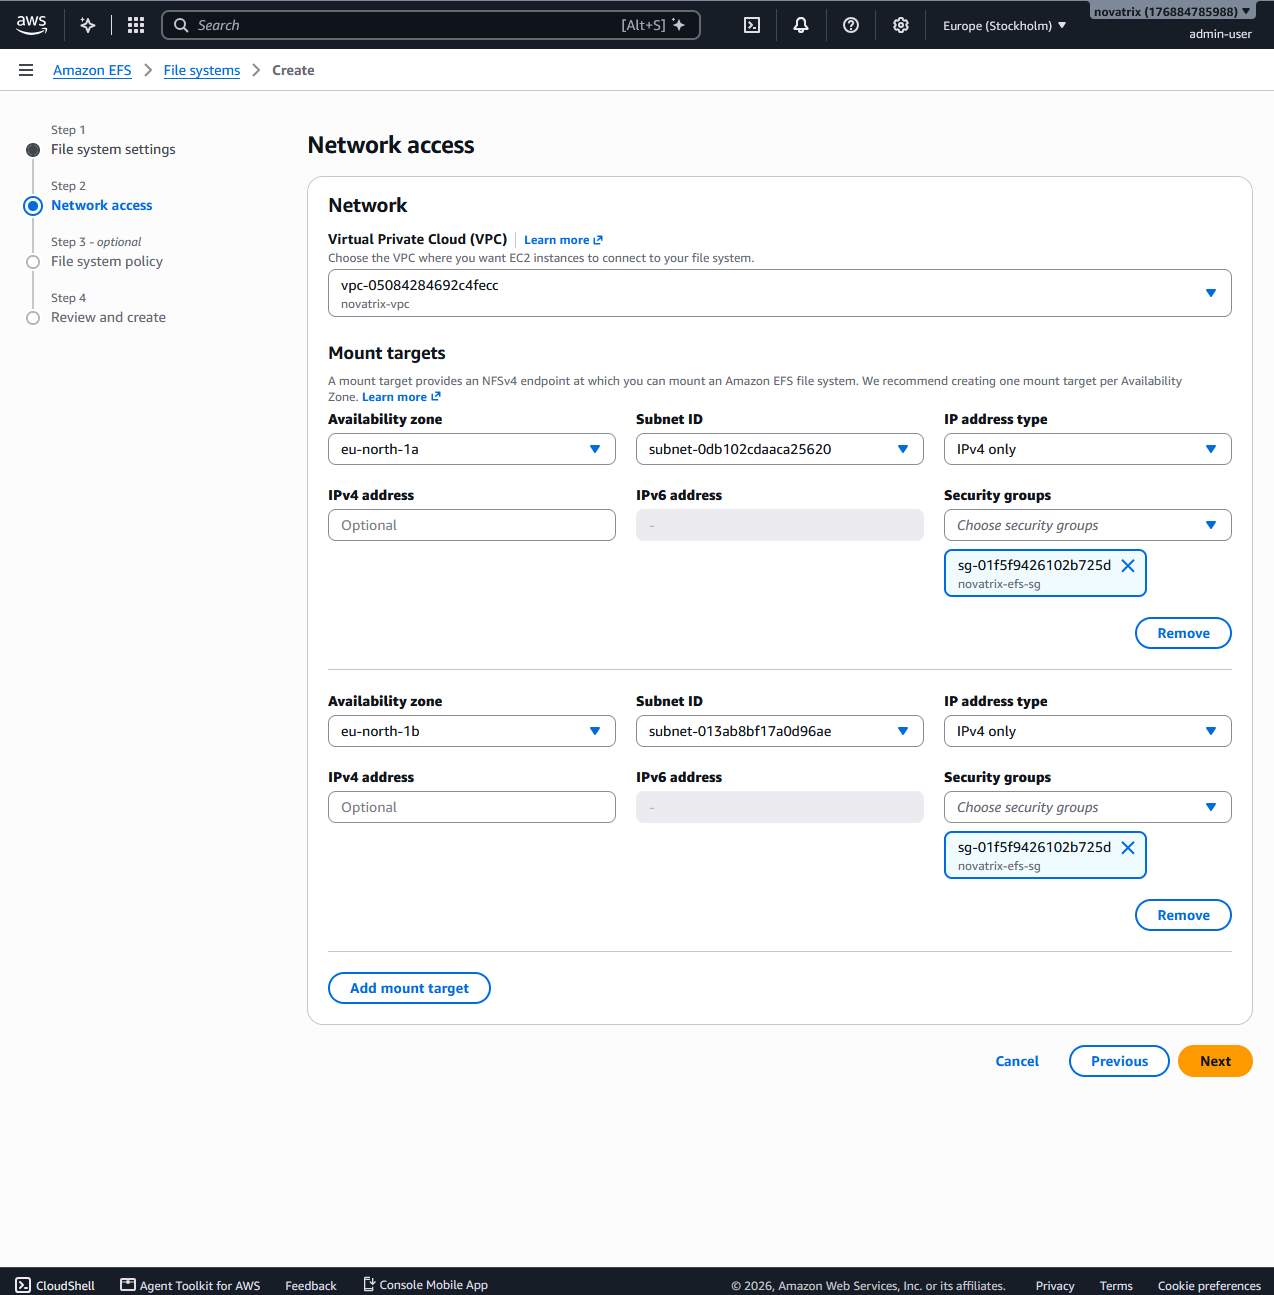 aws
Search
[Alt+S]
Europe (Stockholm)
novatrix (176884785988)
admin-user
Amazon EFS
File systems
Create
Step 1
File system settings
Step 2
Network access
Step 3 - optional
File system policy
Step 4
Review and create
Network access
Network
Virtual Private Cloud (VPC)
Learn more
Choose the VPC where you want EC2 instances to connect to your file system.
vpc-05084284692c4fecc
novatrix-vpc
Mount targets
A mount target provides an NFSv4 endpoint at which you can mount an Amazon EFS file system. We recommend creating one mount target per Availability
Zone. Learn more
Availability zone
Subnet ID
IP address type
eu-north-1a
subnet-0db102cdaaca25620
IPv4 only
IPv4 address
IPv6 address
Security groups
Optional
-
Choose security groups
sg-01f5f9426102b725d
novatrix-efs-sg
Remove
Availability zone
Subnet ID
IP address type
eu-north-1b
subnet-013ab8bf17a0d96ae
IPv4 only
IPv4 address
IPv6 address
Security groups
Optional
-
Choose security groups
sg-01f5f9426102b725d
novatrix-efs-sg
Remove
Add mount target
Cancel
Previous
Next
CloudShell
Agent Toolkit for AWS
Feedback
Console Mobile App
© 2026, Amazon Web Services, Inc. or its affiliates.
Privacy
Terms
Cookie preferences